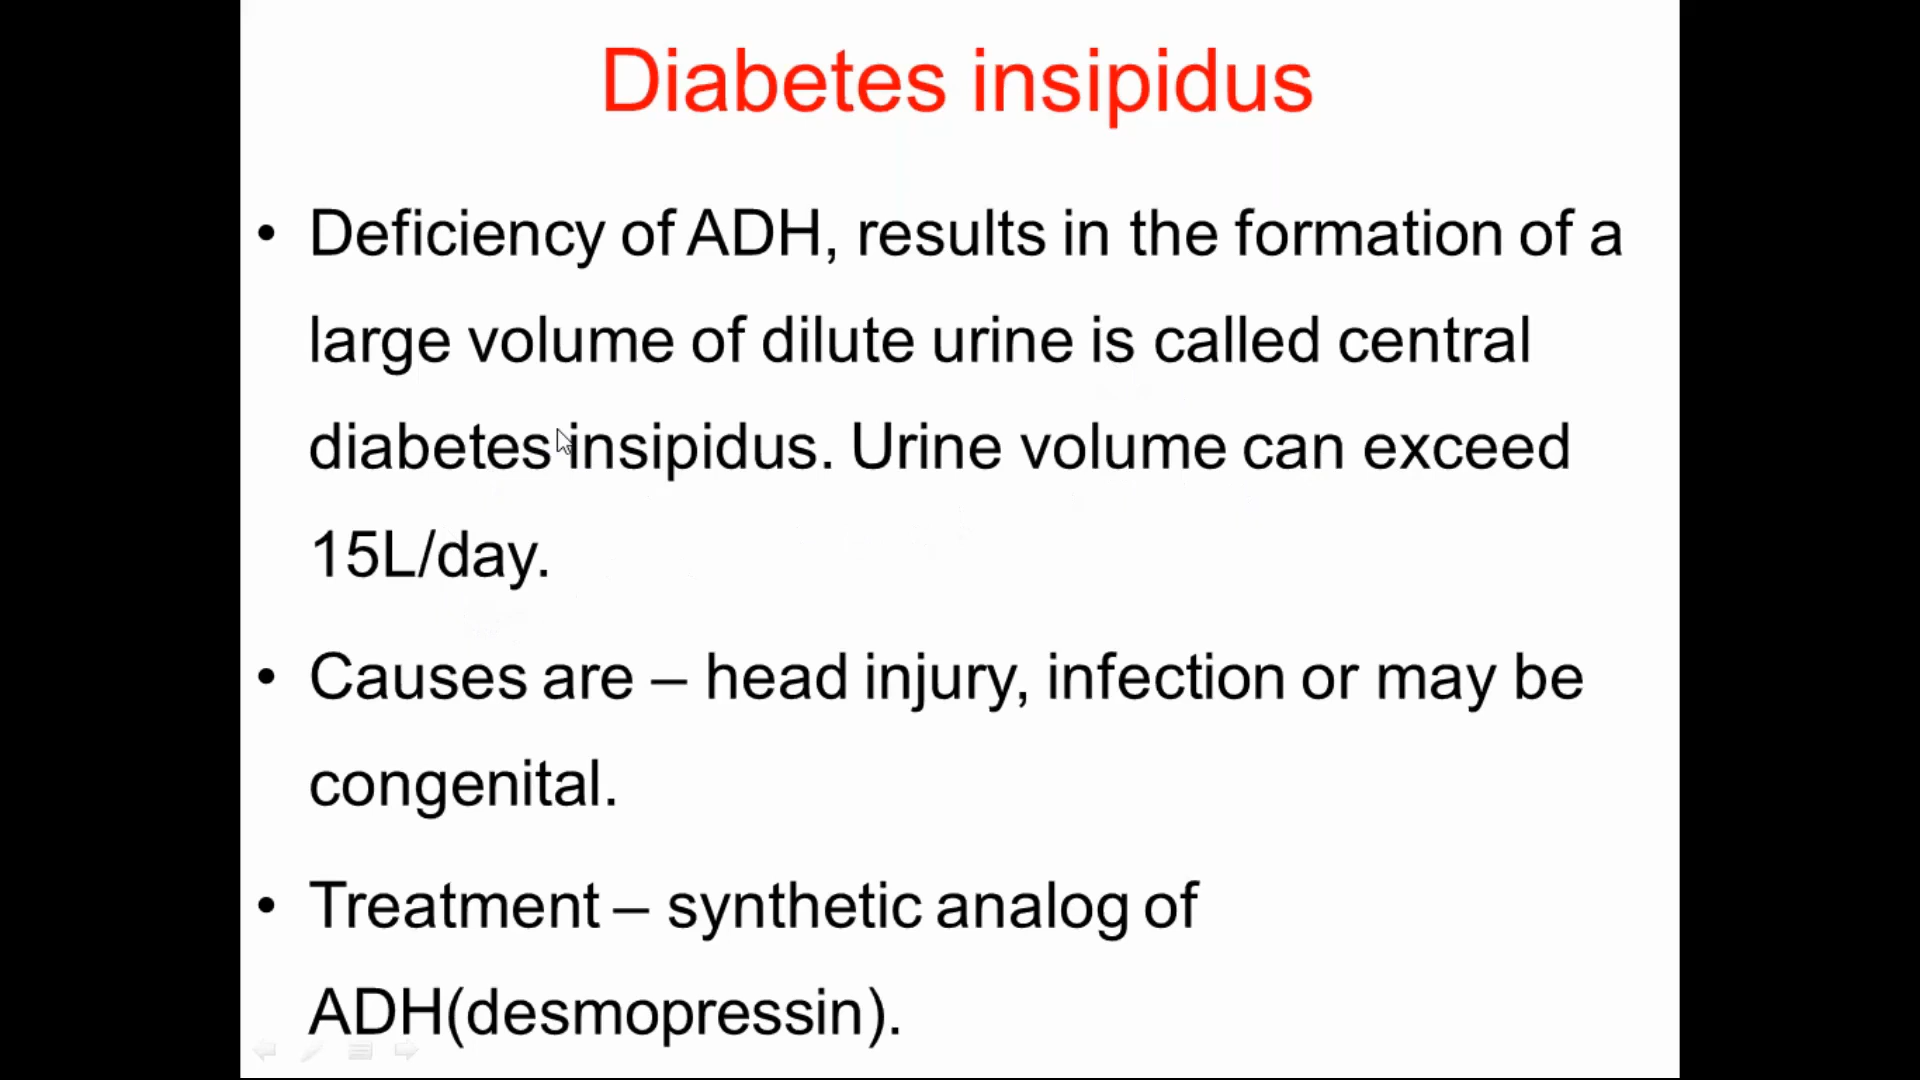 Diabetes insipidus
• Deficiency of ADH, results in the formation of a
large volume of dilute urine is called central
diabetes insipidus. Urine volume can exceed
15L/day.
• Causes are – head injury, infection or may be
congenital.
• Treatment – synthetic analog of
ADH(desmopressin).